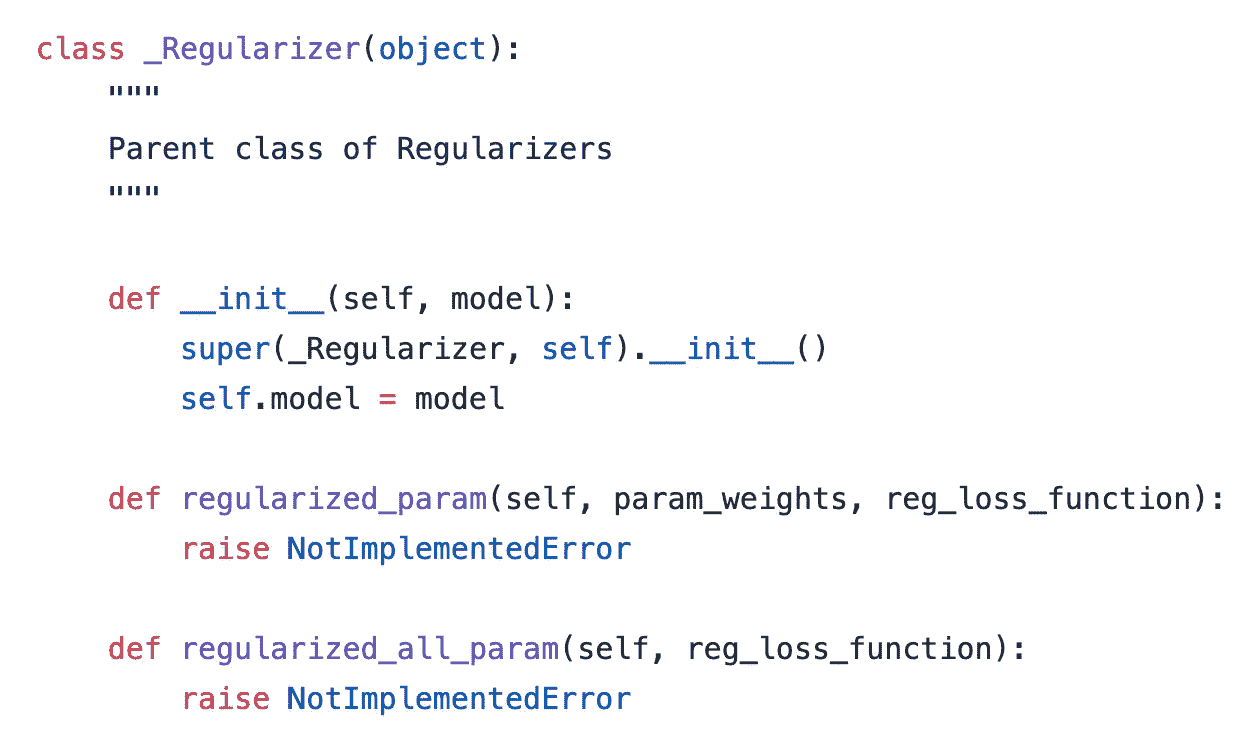 class _Regularizer(object):
    """
    Parent class of Regularizers
    """
    def __init__(self, model):
        super(_Regularizer, self).__init__()
        self.model = model
    def regularized_param(self, param_weights, reg_loss_function):
        raise NotImplementedError
    def regularized_all_param(self, reg_loss_function):
        raise NotImplementedError